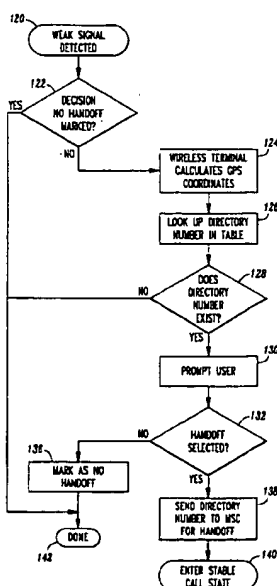 120
WEAK SIGNAL
DETECTED
122
DECISION
NO HANDOFF
MARKED?
YES
NO
124
WIRELESS TERMINAL
CALCULATES GPS
COORDINATES
126
LOOK UP DIRECTORY
NUMBER IN TABLE
128
DOES
DIRECTORY
NUMBER
EXIST?
NO
YES
130
PROMPT USER
132
HANDOFF
SELECTED?
NO
YES
136
MARK AS NO
HANDOFF
138
SEND DIRECTORY
NUMBER TO MSC
FOR HANDOFF
142
DONE
140
ENTER STABLE
CALL STATE